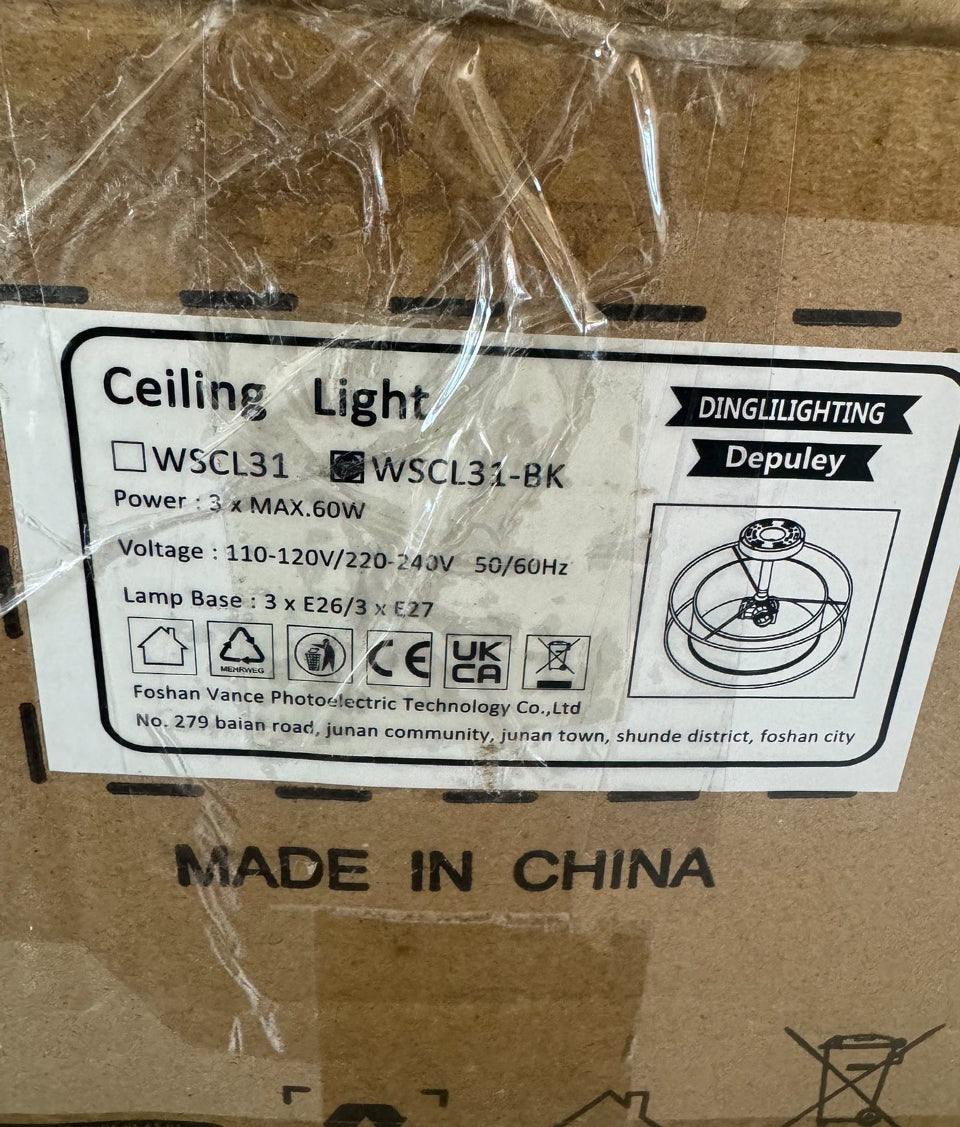 Ceiling Light
WSCL31 WSCL31-BK
Power : 3 x MAX.60W
Voltage : 110-120V/220-240V 50/60Hz
Lamp Base : 3 x E26/3 x E27
MEHRWEG
CE
UK
CA
Foshan Vance Photoelectric Technology Co.,Ltd
No. 279 baian road, junan community, junan town, shunde district, foshan city
DINGLILIGHTING
Depuley
MADE IN CHINA